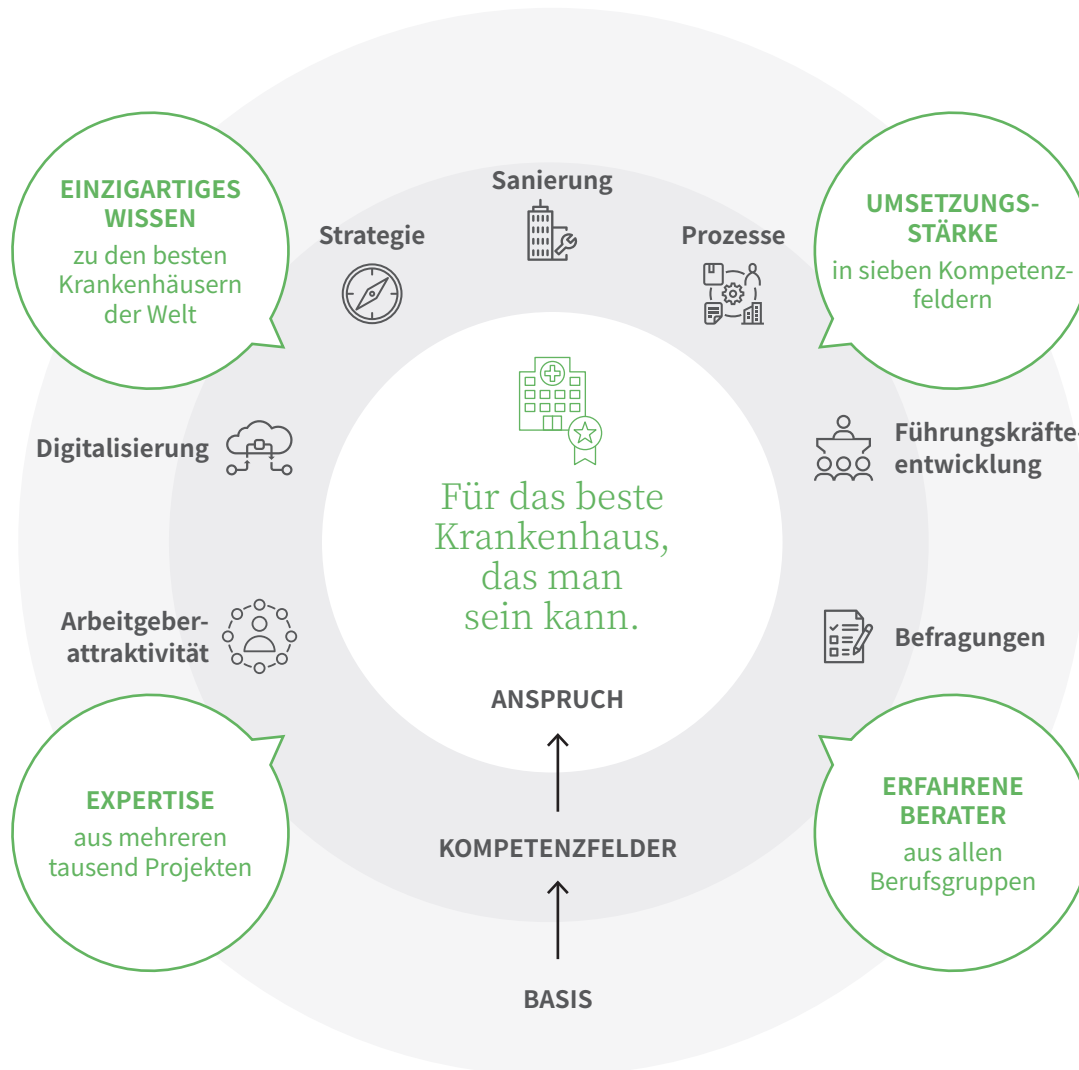 EINZIGARTIGES
WISSEN
zu den besten
Krankenhäusern
der Welt
UMSETZUNGS-
STÄRKE
in sieben Kompetenz-
feldern
Sanierung
Strategie
Prozesse
Digitalisierung
Führungskräfte-
entwicklung
Arbeitgeber-
attraktivität
Befragungen
Für das beste
Krankenhaus,
das man
sein kann.
ANSPRUCH
KOMPETENZFELDER
BASIS
EXPERTISE
aus mehreren
tausend Projekten
ERFAHRENE
BERATER
aus allen
Berufsgruppen